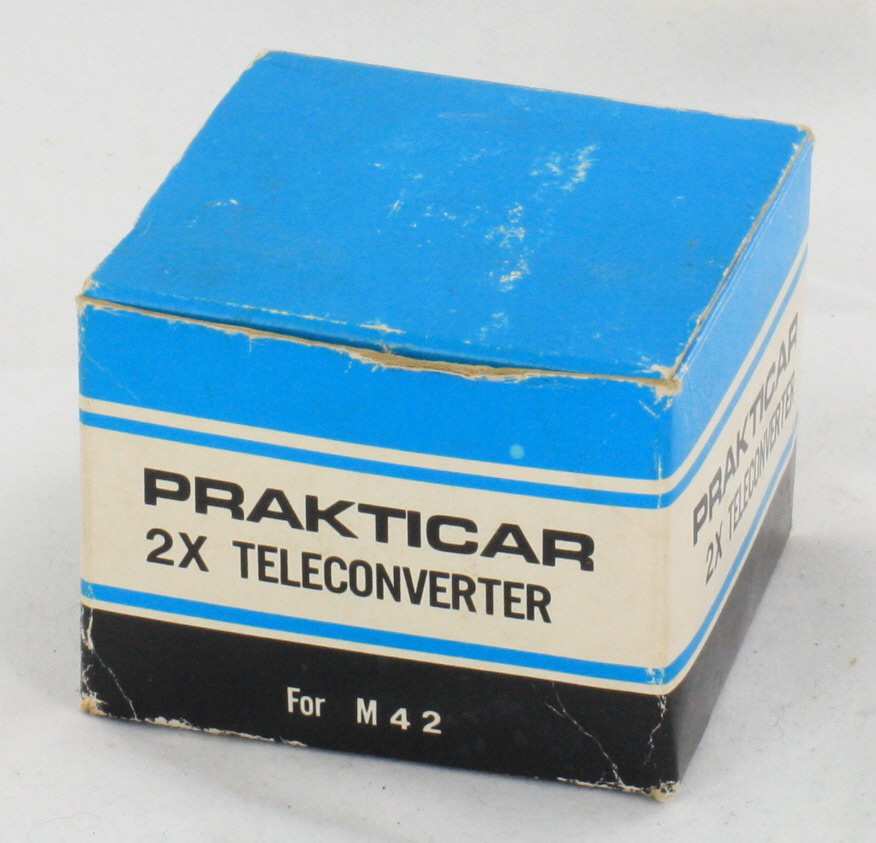 PRAKTICAR
2X TELECONVERTER
For M42
PRAKTICAR
2X TELECONVERTER